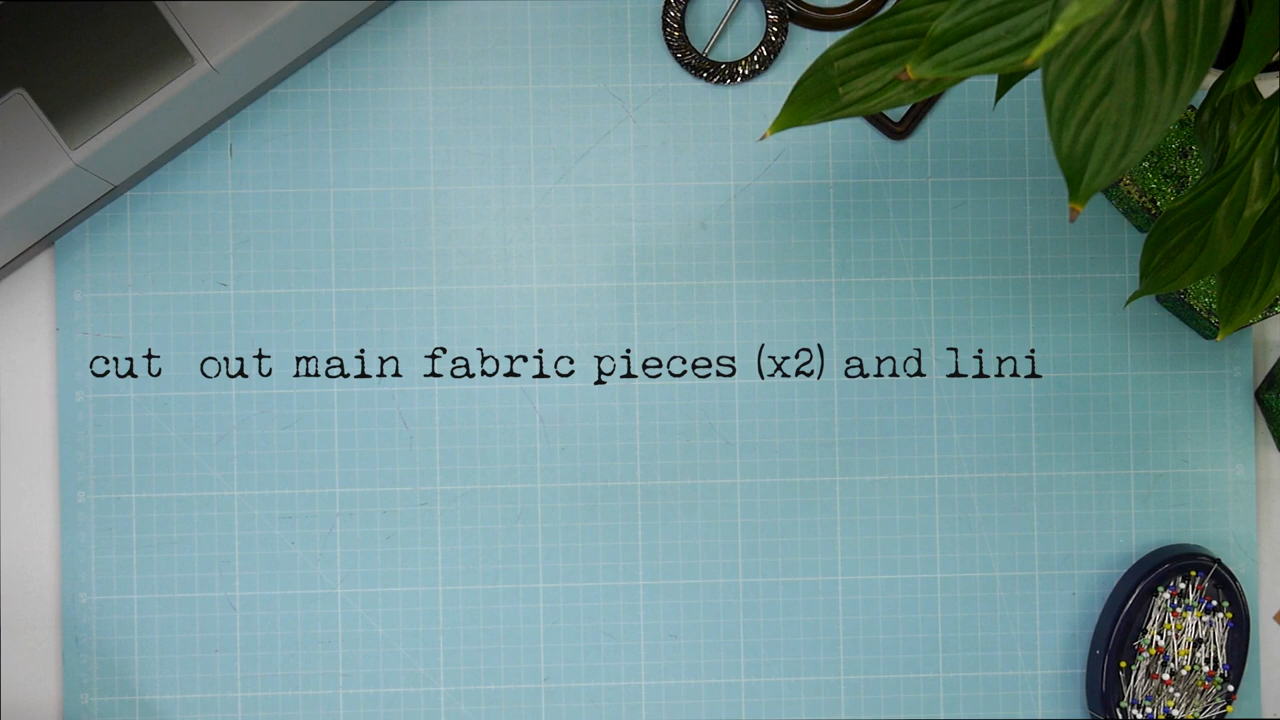 cut  out main fabric pieces (x2) and lini